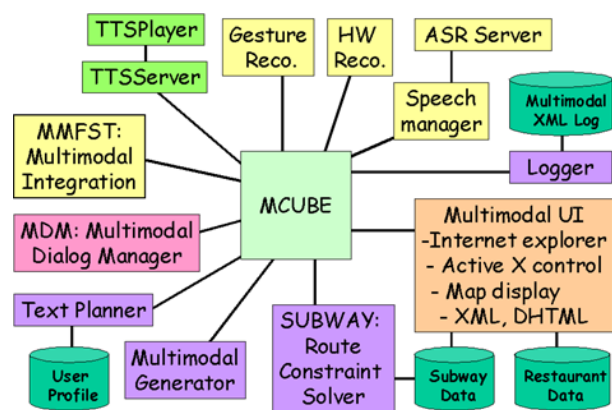 TTSPlayer
TTSServer
Gesture
Reco.
HW
Reco.
ASR Server
Speech
manager
Multimodal
XML Log
Logger
MMFST:
Multimodal
Integration
MCUBE
MDM: Multimodal
Dialog Manager
Multimodal UI
-Internet explorer
- Active X control
- Map display
- XML, DHTML
Text Planner
User
Profile
Multimodal
Generator
SUBWAY:
Route
Constraint
Solver
Subway
Data
Restaurant
Data